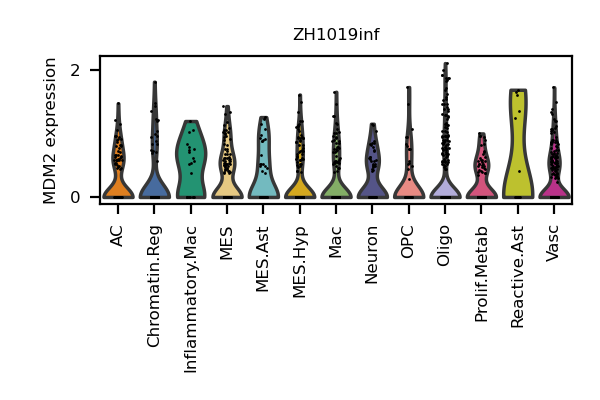 ZH1019inf
MDM2 expression
2
0
AC
Chromatin.Reg
Inflammatory.Mac
MES
MES.Ast
MES.Hyp
Mac
Neuron
OPC
Oligo
Prolif.Metab
Reactive.Ast
Vasc